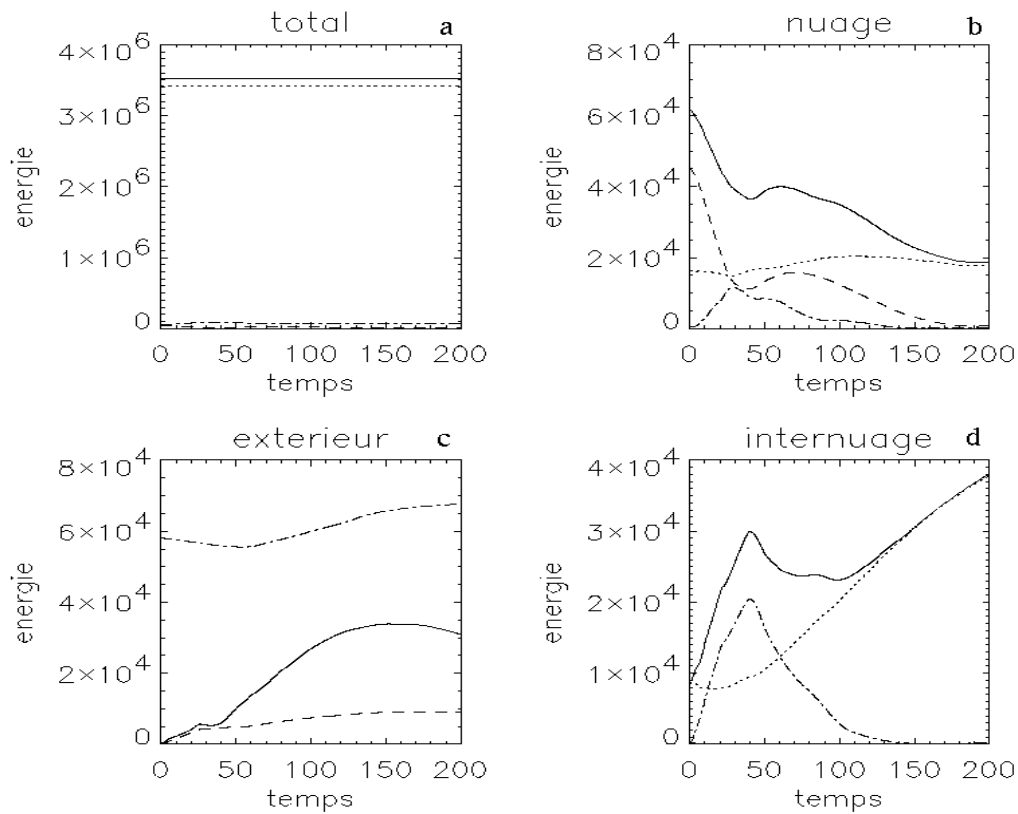 total a
energie
4×10⁶
3×10⁶
2×10⁶
1×10⁶
0
0 50 100 150 200
temps
nuage b
energie
8×10⁴
6×10⁴
4×10⁴
2×10⁴
0
0 50 100 150 200
temps
exterieur c
energie
8×10⁴
6×10⁴
4×10⁴
2×10⁴
0
0 50 100 150 200
temps
internuage d
energie
4×10⁴
3×10⁴
2×10⁴
1×10⁴
0
0 50 100 150 200
temps